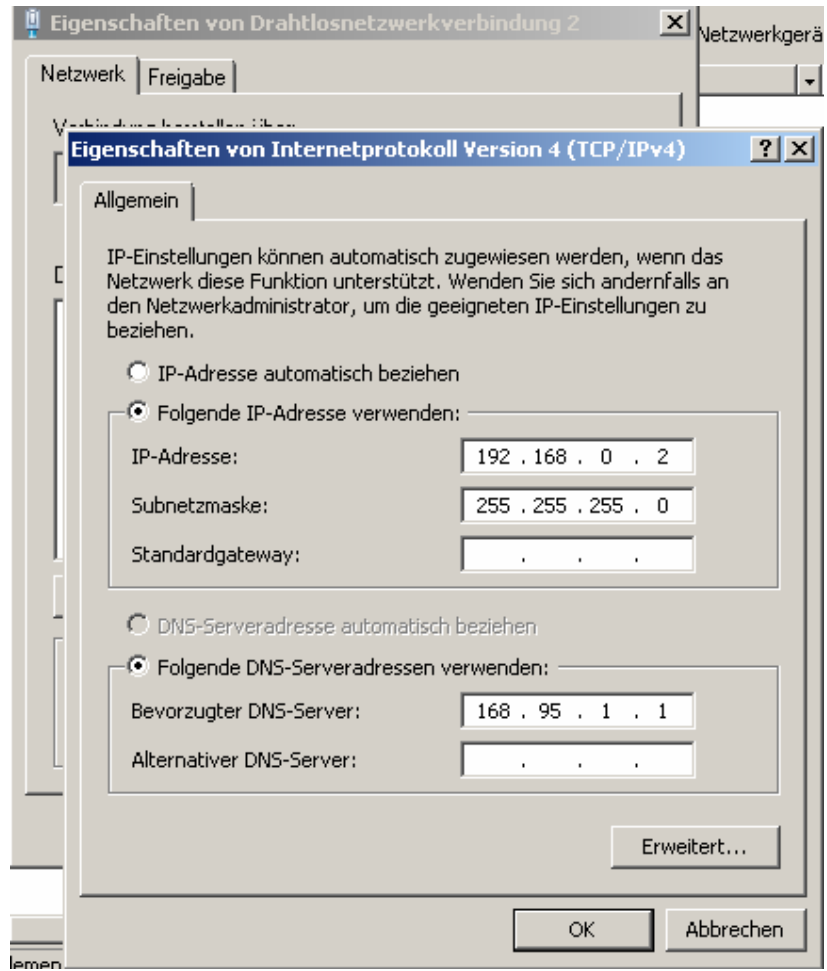 Eigenschaften von Drahtlosnetzwerkverbindung 2
Netzwerkgerä
Netzwerk Freigabe
Verbindung herstellen über:
Eigenschaften von Internetprotokoll Version 4 (TCP/IPv4)
Allgemein
IP-Einstellungen können automatisch zugewiesen werden, wenn das
Netzwerk diese Funktion unterstützt. Wenden Sie sich andernfalls an
den Netzwerkadministrator, um die geeigneten IP-Einstellungen zu
beziehen.
IP-Adresse automatisch beziehen
Folgende IP-Adresse verwenden:
IP-Adresse: 192 . 168 . 0 . 2
Subnetzmaske: 255 . 255 . 255 . 0
Standardgateway: . . .
DNS-Serveradresse automatisch beziehen
Folgende DNS-Serveradressen verwenden:
Bevorzugter DNS-Server: 168 . 95 . 1 . 1
Alternativer DNS-Server: . . .
Erweitert...
OK Abbrechen
lemen